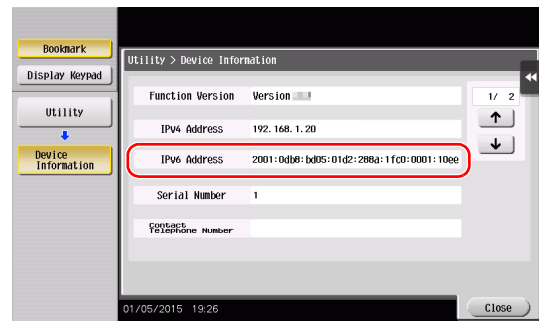 Bookmark
Display Keypad
Utility
Device
Information
Utility > Device Information
Function Version Version
1/ 2
IPv4 Address 192.168.1.20
IPv6 Address 2001:0db8:bd05:01d2:288a:1fc0:0001:10ee
Serial Number 1
Contact
Telephone Number
01/05/2015 19:26
Close